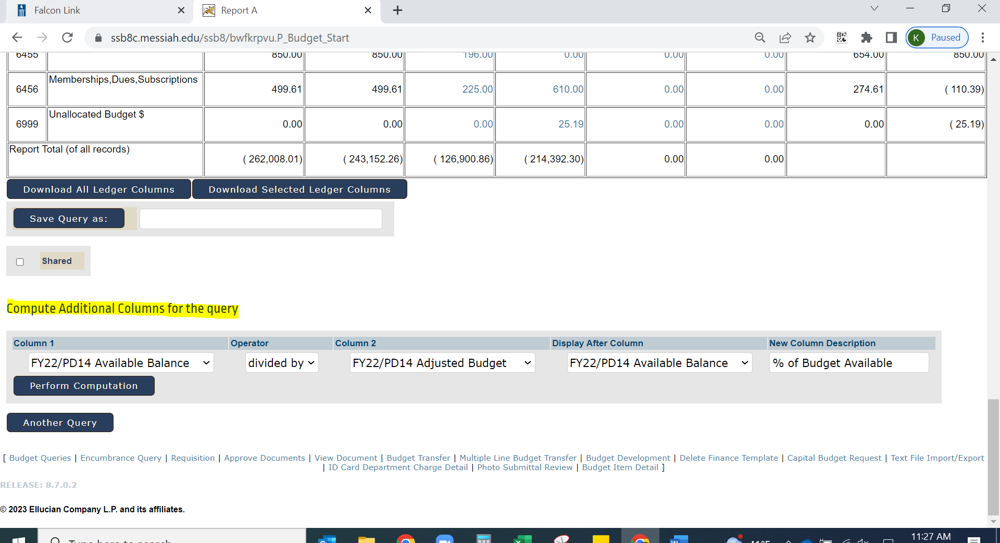 Falcon Link
Report A
ssb8c.messiah.edu/ssb8/bwfkrpvu.P_Budget_Start
K Paused
6455 850.00 850.00 196.00 0.00 0.00 0.00 654.00 850.00
6456 Memberships,Dues,Subscriptions 499.61 499.61 225.00 610.00 0.00 0.00 274.61 ( 110.39)
6999 Unallocated Budget $ 0.00 0.00 0.00 25.19 0.00 0.00 0.00 ( 25.19)
Report Total (of all records) ( 262,008.01) ( 243,152.26) ( 126,900.86) ( 214,392.30) 0.00 0.00
Download All Ledger Columns Download Selected Ledger Columns
Save Query as:
Shared
Compute Additional Columns for the query
Column 1 Operator Column 2 Display After Column New Column Description
FY22/PD14 Available Balance divided by FY22/PD14 Adjusted Budget FY22/PD14 Available Balance % of Budget Available
Perform Computation
Another Query
[ Budget Queries | Encumbrance Query | Requisition | Approve Documents | View Document | Budget Transfer | Multiple Line Budget Transfer | Budget Development | Delete Finance Template | Capital Budget Request | Text File Import/Export
| ID Card Department Charge Detail | Photo Submittal Review | Budget Item Detail ]
RELEASE: 8.7.0.2
© 2023 Ellucian Company L.P. and its affiliates.
Type here to search
11:27 AM